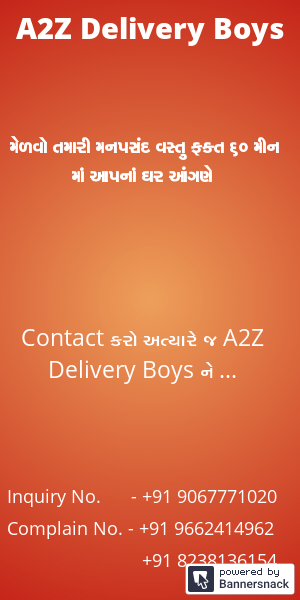 A2Z Delivery Boys
મેળવો તમારી મનપસંદ વસ્તુ ફક્ત ૬૦ મીન
માં આપનાં ઘર આંગણે
Contact કરો અત્યારે જ A2Z
Delivery Boys ને ...
Inquiry No. - +91 9067771020
Complain No. - +91 9662414962
+91 8238136154
powered by
Bannersnack